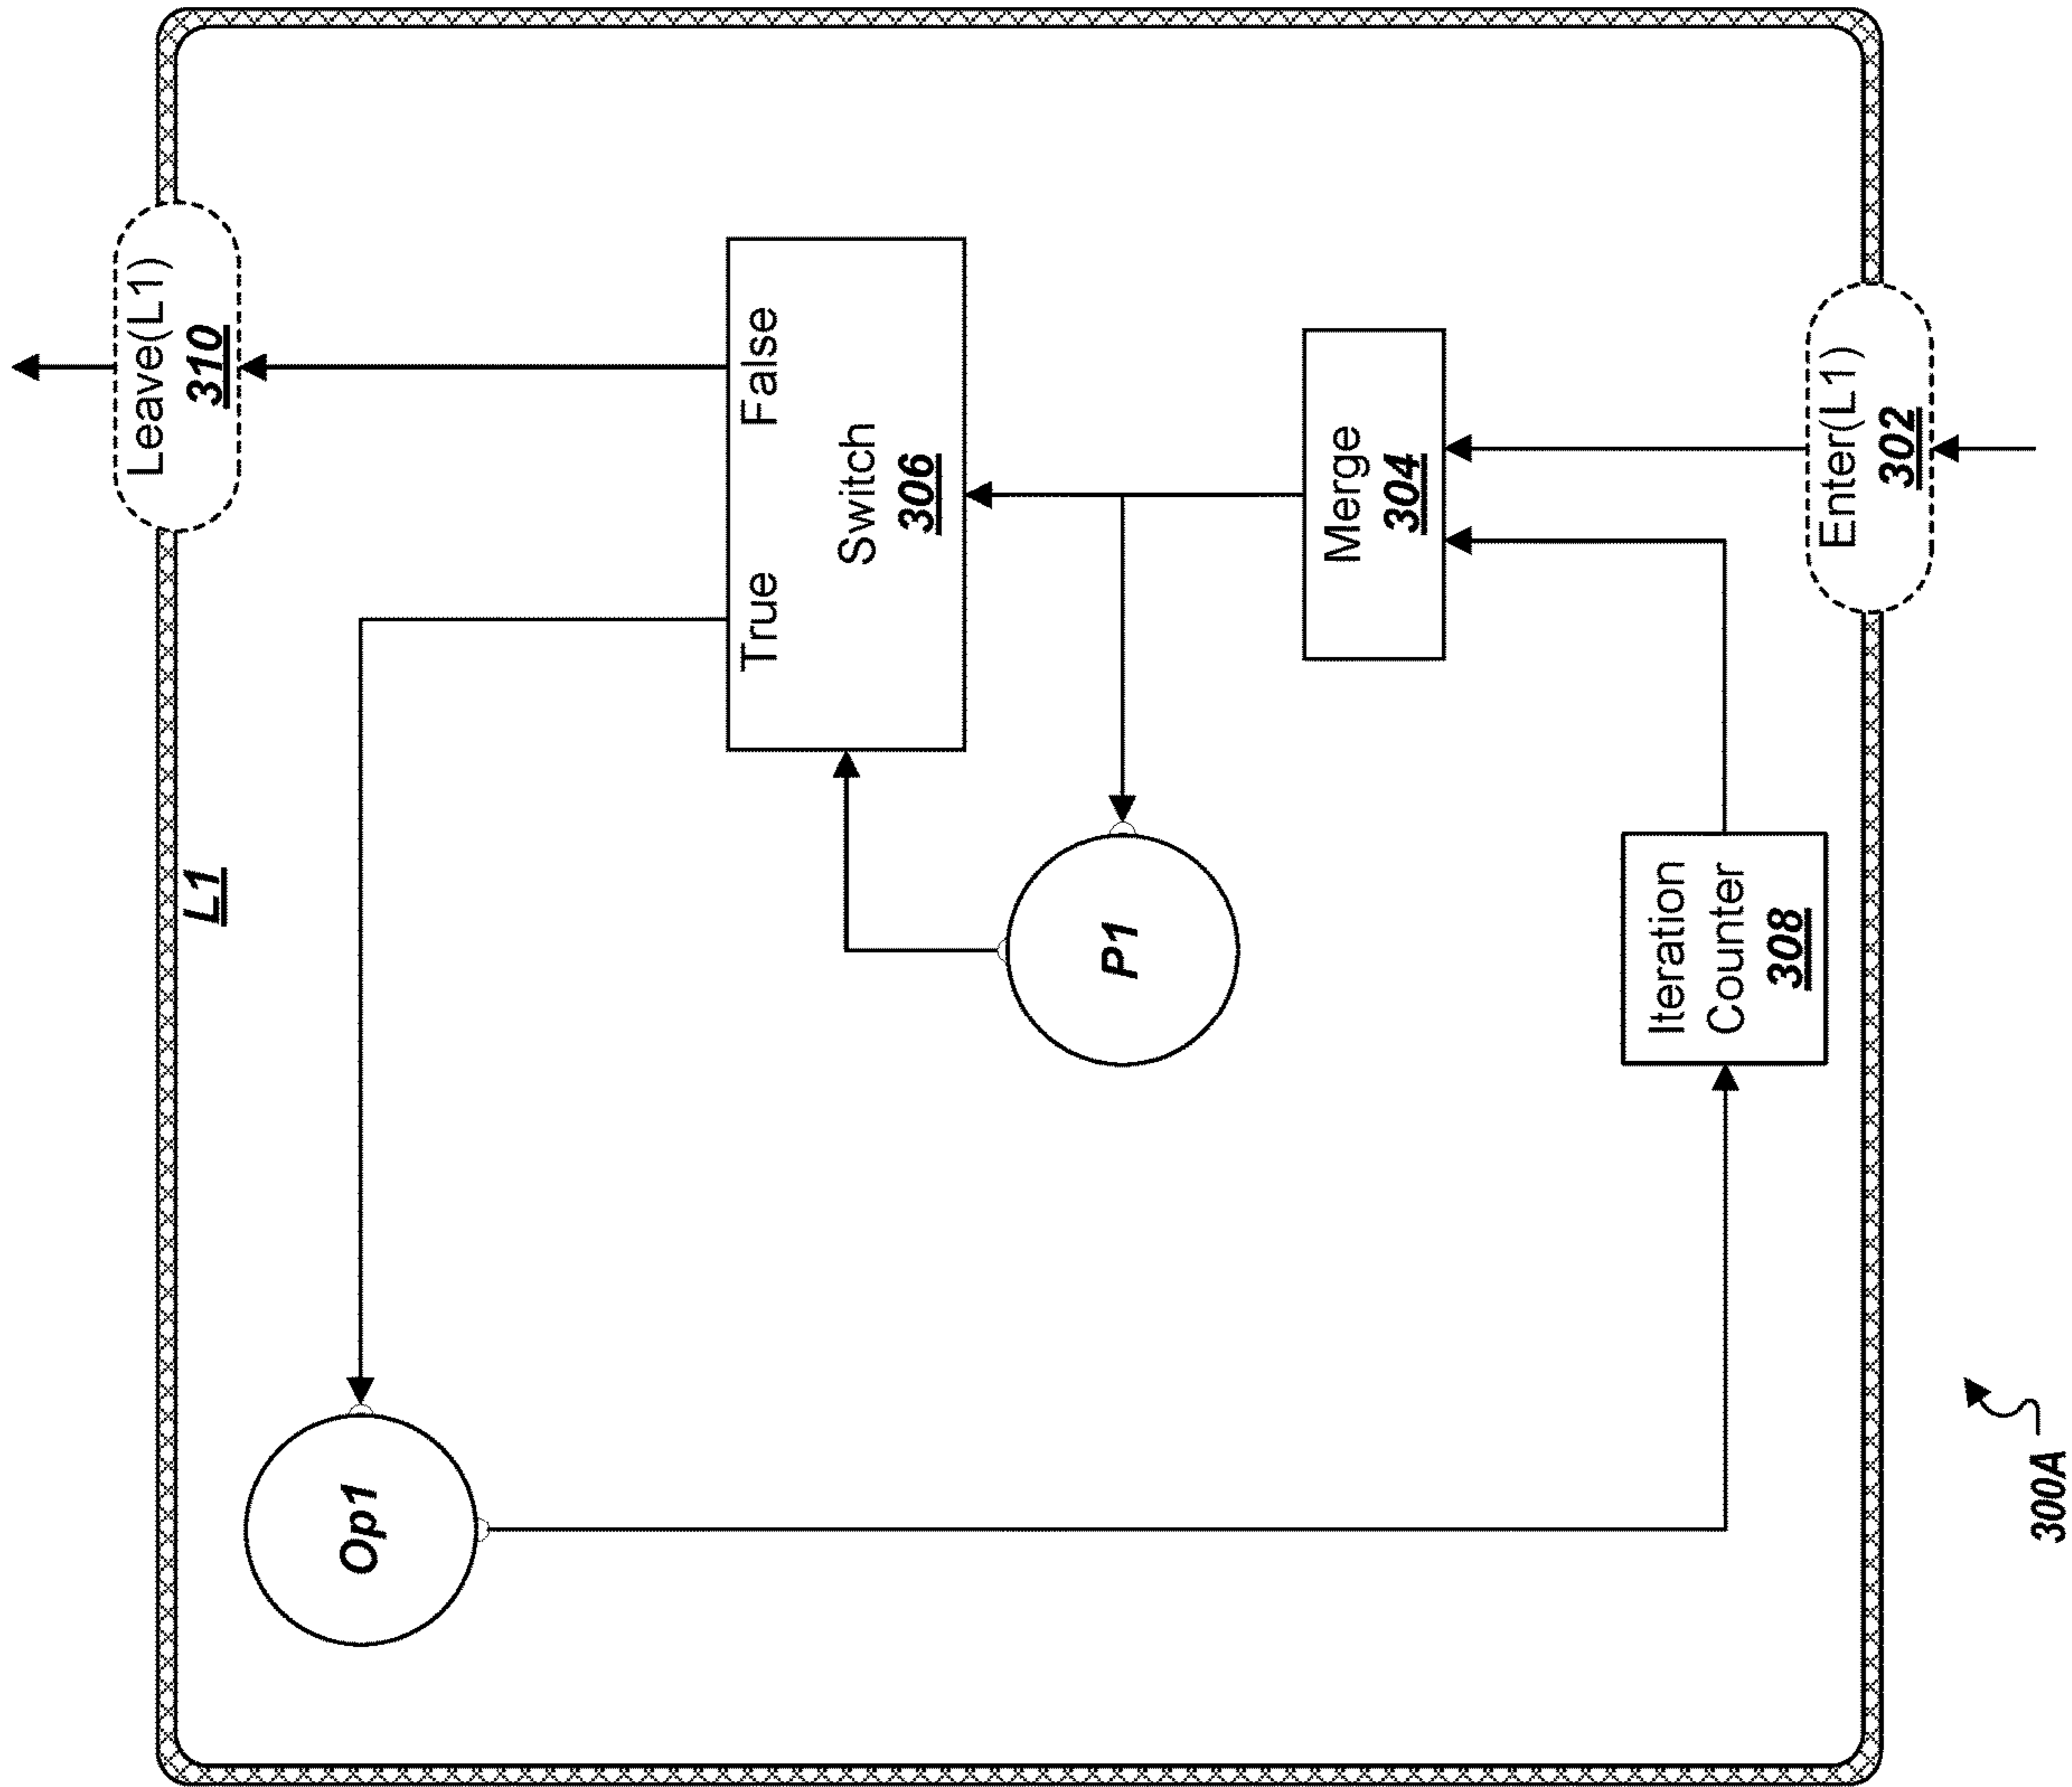 L1
Leave(L1)
310
Op1
True
False
Switch
306
P1
Merge
304
Iteration
Counter
308
Enter(L1)
302
300A